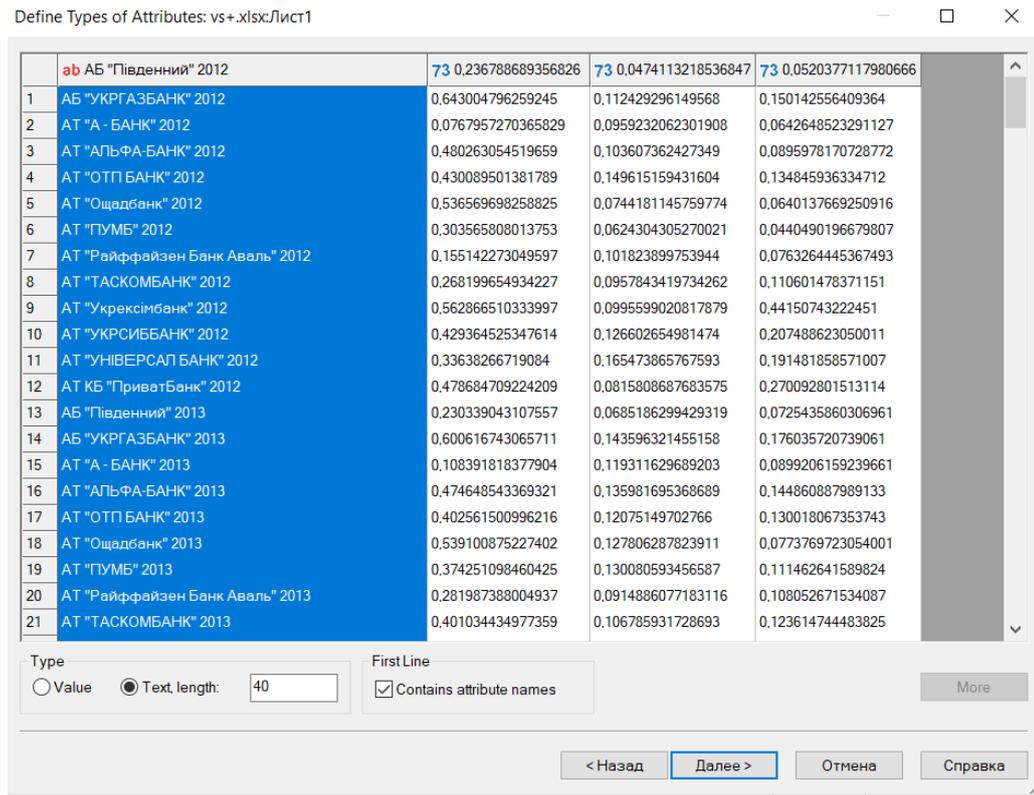 Define Types of Attributes: vs+.xlsx:Лист1
ab АБ "Південний" 2012 73 0,236788689356826 73 0,0474113218536847 73 0,0520377117980666
1 АБ "УКРГАЗБАНК" 2012 0,643004796259245 0,112429296149568 0,150142556409364
2 АТ "А - БАНК" 2012 0,0767957270365829 0,0959232062301908 0,0642648523291127
3 АТ "АЛЬФА-БАНК" 2012 0,480263054519659 0,103607362427349 0,0895978170728772
4 АТ "ОТП БАНК" 2012 0,430089501381789 0,149615159431604 0,134845936334712
5 АТ "Ощадбанк" 2012 0,536569698258825 0,0744181145759774 0,0640137669250916
6 АТ "ПУМБ" 2012 0,303565808013753 0,0624304305270021 0,0440490196679807
7 АТ "Райффайзен Банк Аваль" 2012 0,155142273049597 0,101823899753944 0,0763264445367493
8 АТ "ТАСКОМБАНК" 2012 0,268199654934227 0,0957843419734262 0,110601478371151
9 АТ "Укрексімбанк" 2012 0,562866510333997 0,0995599020817879 0,44150743222451
10 АТ "УКРСИББАНК" 2012 0,429364525347614 0,126602654981474 0,207488623050011
11 АТ "УНІВЕРСАЛ БАНК" 2012 0,33638266719084 0,165473865767593 0,191481858571007
12 АТ КБ "ПриватБанк" 2012 0,478684709224209 0,0815808687683575 0,270092801513114
13 АБ "Південний" 2013 0,230339043107557 0,0685186299429319 0,0725435860306961
14 АБ "УКРГАЗБАНК" 2013 0,600616743065711 0,143596321455158 0,176035720739061
15 АТ "А - БАНК" 2013 0,108391818377904 0,119311629689203 0,0899206159239661
16 АТ "АЛЬФА-БАНК" 2013 0,474648543369321 0,135981695368689 0,144860887989133
17 АТ "ОТП БАНК" 2013 0,402561500996216 0,12075149702766 0,130018067353743
18 АТ "Ощадбанк" 2013 0,539100875227402 0,127806287823911 0,0773769723054001
19 АТ "ПУМБ" 2013 0,374251098460425 0,130080593456587 0,111462641589824
20 АТ "Райффайзен Банк Аваль" 2013 0,281987388004937 0,0914886077183116 0,108052671534087
21 АТ "ТАСКОМБАНК" 2013 0,401034434977359 0,106785931728693 0,123614744483825
Type First Line
Value Text, length: 40 Contains attribute names More
< Назад Далее > Отмена Справка